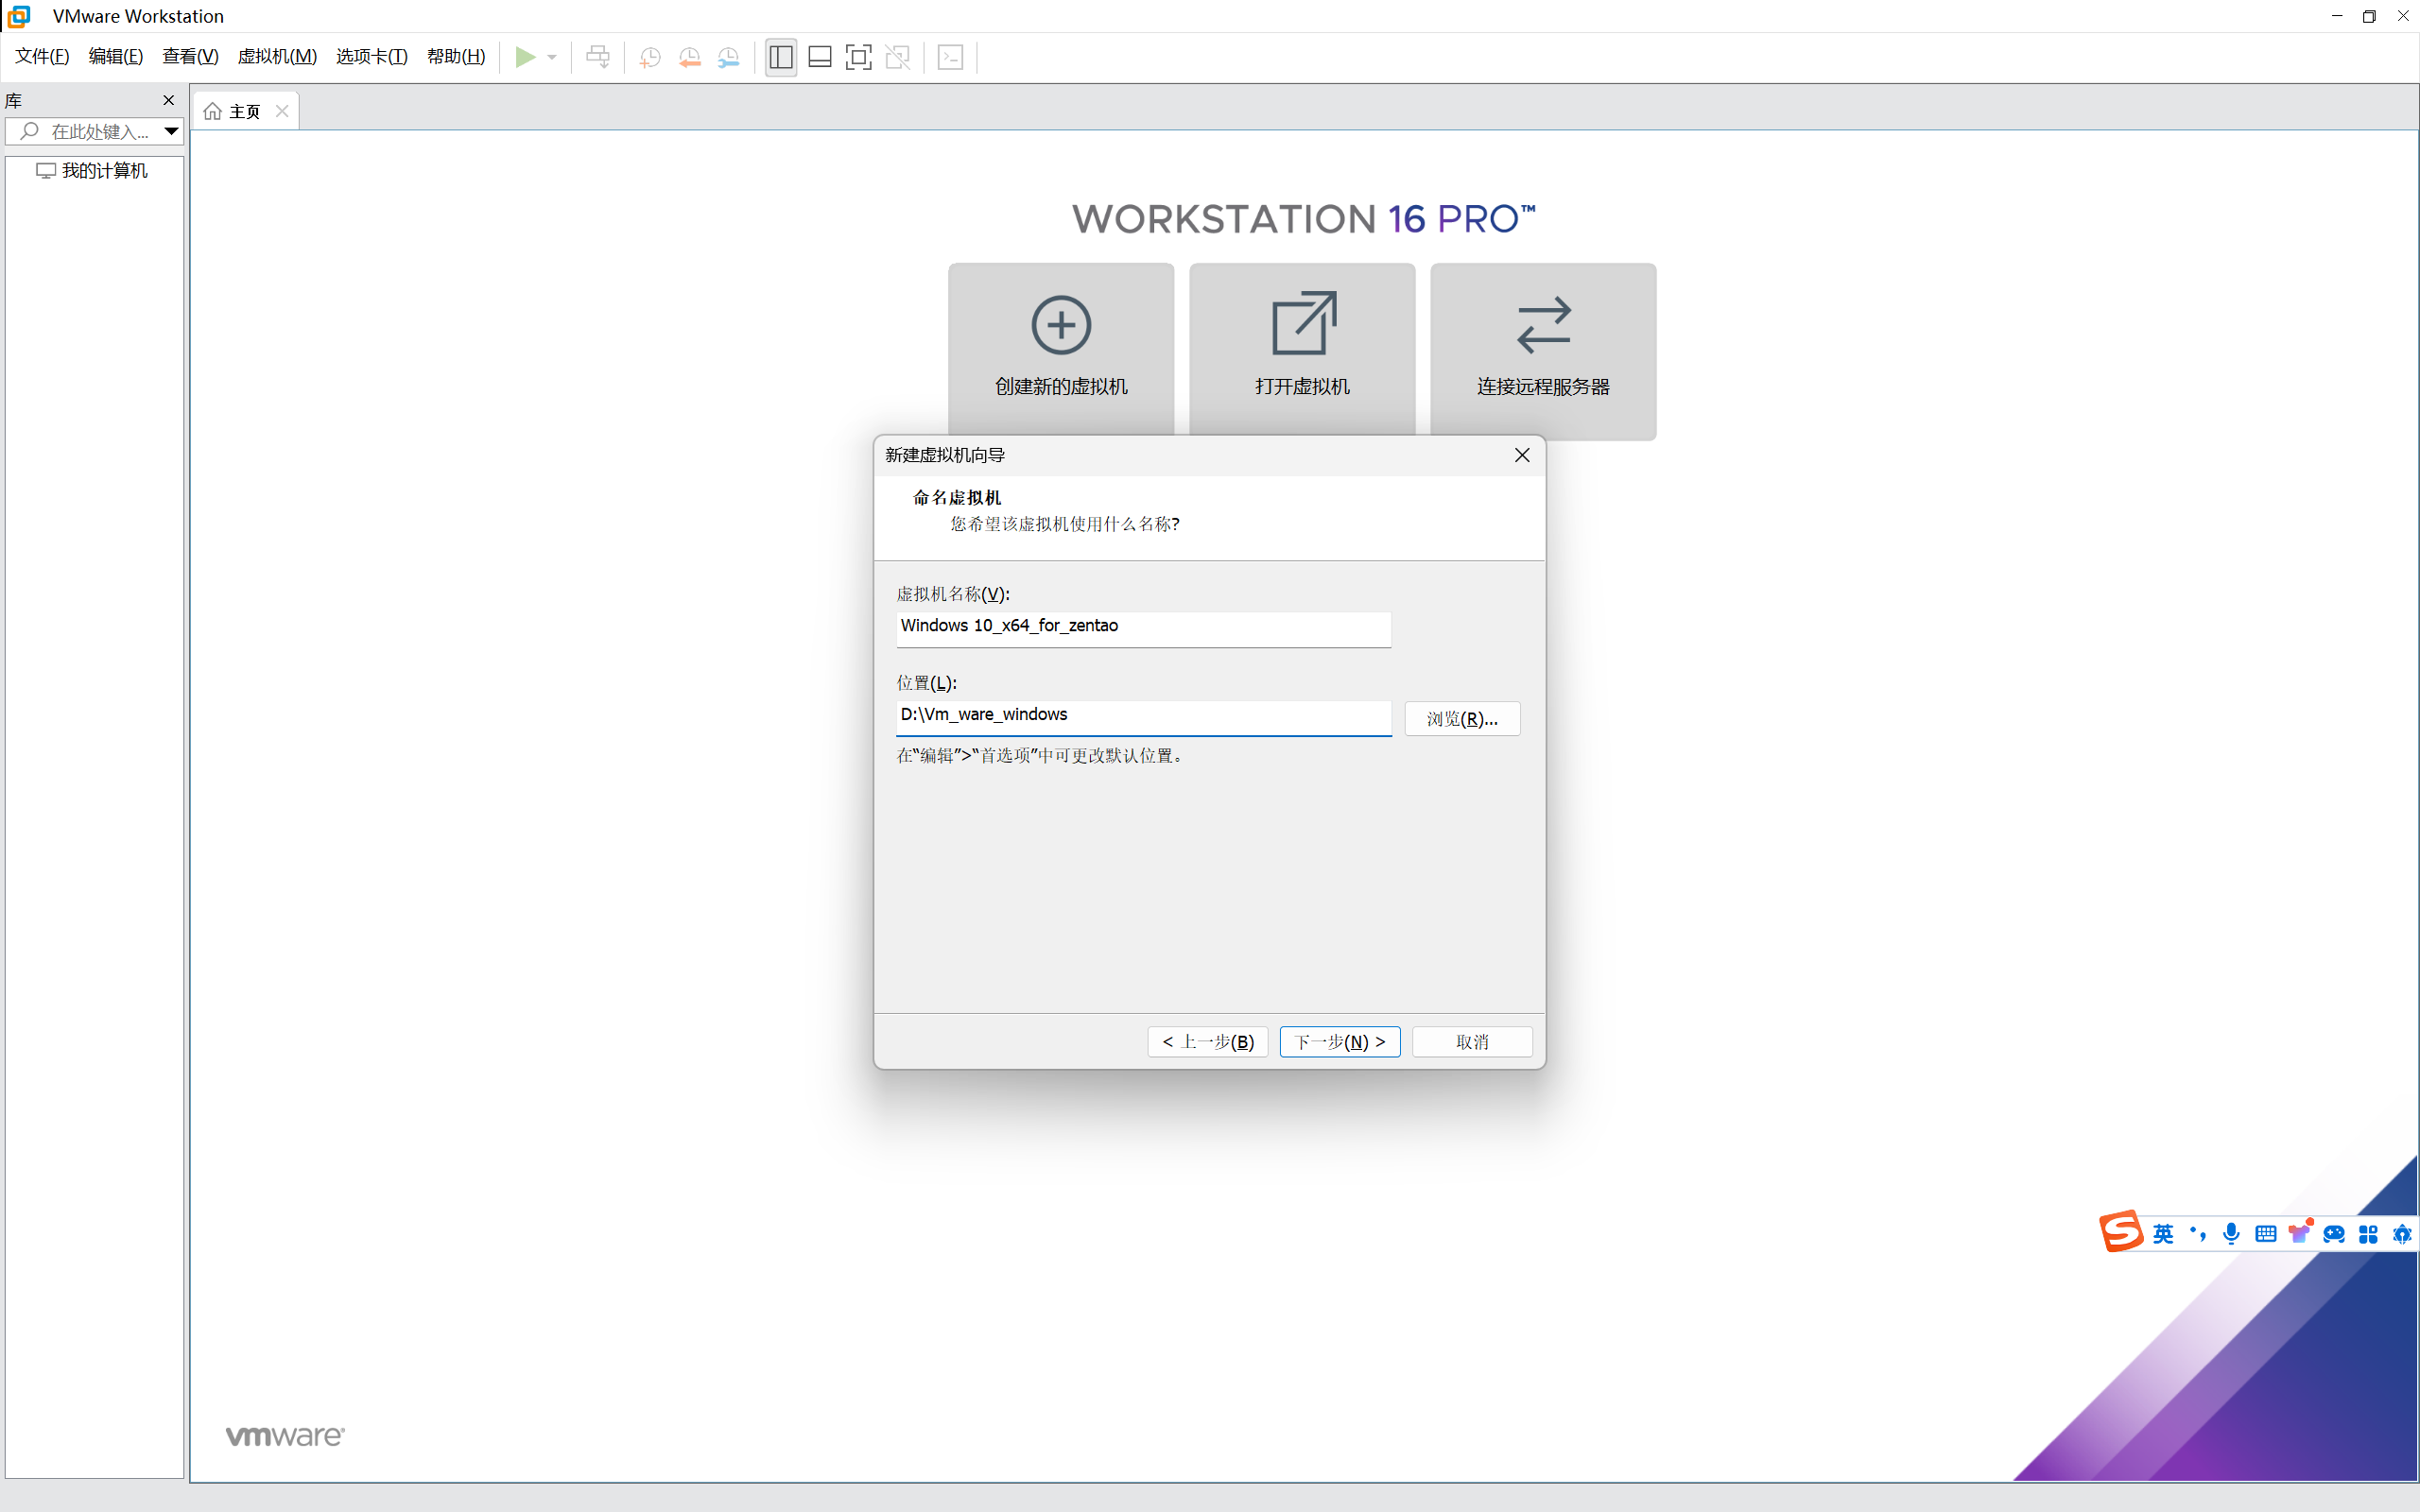 VMware Workstation
文件(F) 编辑(E) 查看(V) 虚拟机(M) 选项卡(T) 帮助(H)
库
在此处键入...
我的计算机
主页
WORKSTATION 16 PRO™
创建新的虚拟机
打开虚拟机
连接远程服务器
新建虚拟机向导
命名虚拟机
您希望该虚拟机使用什么名称?
虚拟机名称(V):
Windows 10_x64_for_zentao
位置(L):
D:\Vm_ware_windows
浏览(R)...
在“编辑”>“首选项”中可更改默认位置。
< 上一步(B)
下一步(N) >
取消
英
vmware®